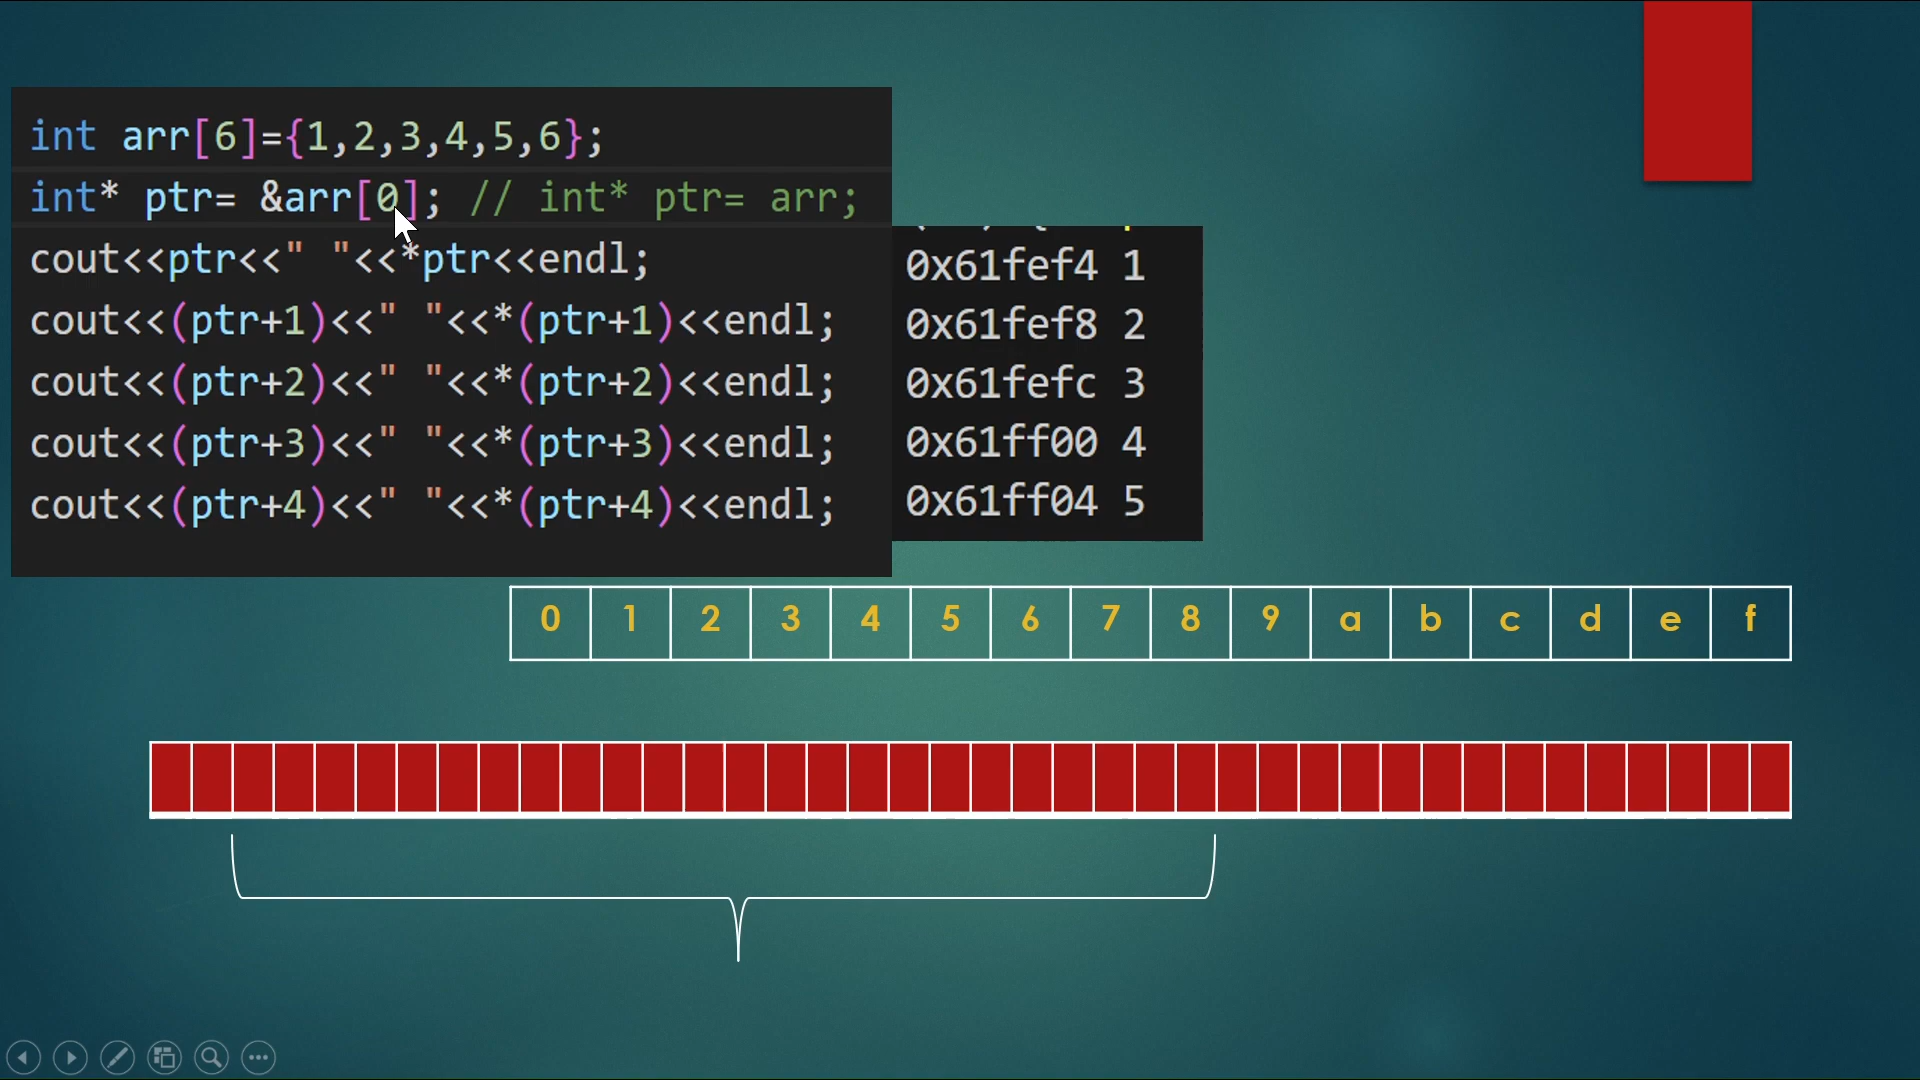 int arr[6]={1,2,3,4,5,6};
int* ptr= &arr[0]; // int* ptr= arr;
cout<<ptr<<" "<<*ptr<<endl;
cout<<(ptr+1)<<" "<<*(ptr+1)<<endl;
cout<<(ptr+2)<<" "<<*(ptr+2)<<endl;
cout<<(ptr+3)<<" "<<*(ptr+3)<<endl;
cout<<(ptr+4)<<" "<<*(ptr+4)<<endl;
0x61fef4 1
0x61fef8 2
0x61fefc 3
0x61ff00 4
0x61ff04 5
0 1 2 3 4 5 6 7 8 9 a b c d e f